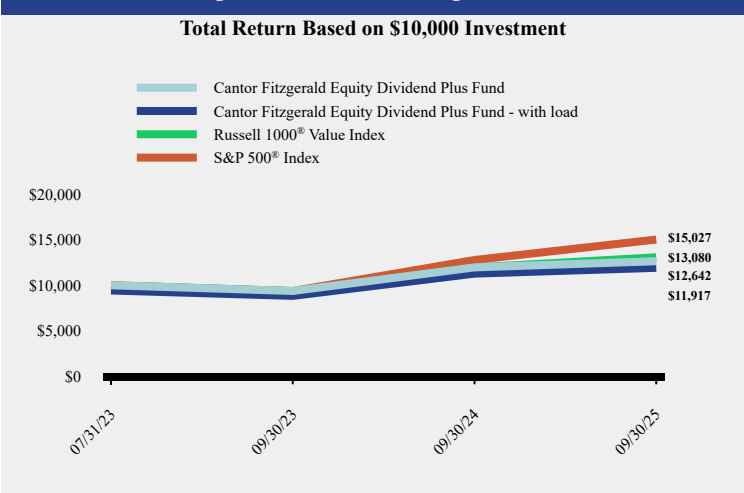 Total Return Based on $10,000 Investment
Cantor Fitzgerald Equity Dividend Plus Fund
Cantor Fitzgerald Equity Dividend Plus Fund - with load
Russell 1000® Value Index
S&P 500® Index
$20,000
$15,000
$10,000
$5,000
$0
$15,027
$13,080
$12,642
$11,917
07/31/23
09/30/23
09/30/24
09/30/25